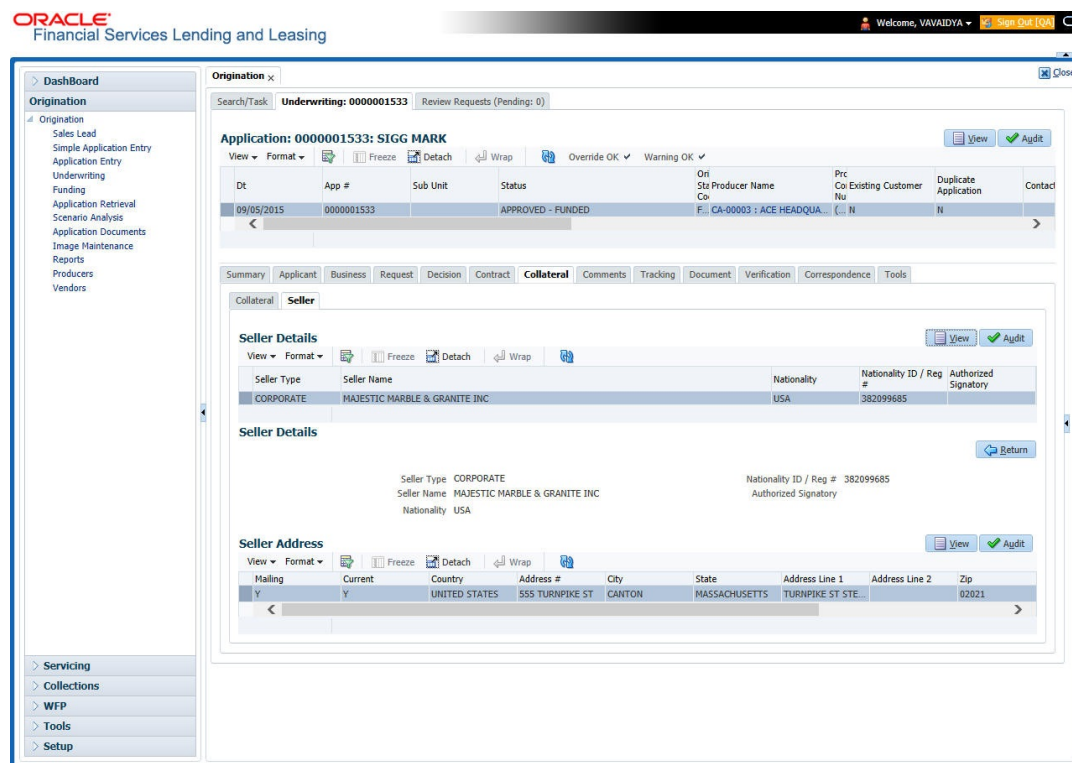 ORACLE
Financial Services Lending and Leasing
Welcome, VAVAIDYA
Sign Out [QA]
DashBoard
Origination
Origination
Sales Lead
Simple Application Entry
Application Entry
Underwriting
Funding
Application Retrieval
Scenario Analysis
Application Documents
Image Maintenance
Reports
Producers
Vendors
Servicing
Collections
WFP
Tools
Setup
Origination
Close
Search/Task Underwriting: 0000001533 Review Requests (Pending: 0)
Application: 0000001533: SIGG MARK
View Audit
View Format Freeze Detach Wrap Override OK Warning OK
Dt App # Sub Unit Status Ori Sta Co Producer Name Prc Co Nu Existing Customer Duplicate Application Contact
09/05/2015 0000001533 APPROVED - FUNDED F... CA-00003 : ACE HEADQUA... (... N N
Summary Applicant Business Request Decision Contract Collateral Comments Tracking Document Verification Correspondence Tools
Collateral Seller
Seller Details
View Audit
View Format Freeze Detach Wrap
Seller Type Seller Name Nationality Nationality ID / Reg # Authorized Signatory
CORPORATE MAJESTIC MARBLE & GRANITE INC USA 382099685
Seller Details
Return
Seller Type CORPORATE Nationality ID / Reg # 382099685
Seller Name MAJESTIC MARBLE & GRANITE INC Authorized Signatory
Nationality USA
Seller Address
View Audit
View Format Freeze Detach Wrap
Mailing Current Country Address # City State Address Line 1 Address Line 2 Zip
Y Y UNITED STATES 555 TURNPIKE ST CANTON MASSACHUSETTS TURNPIKE ST STE... 02021